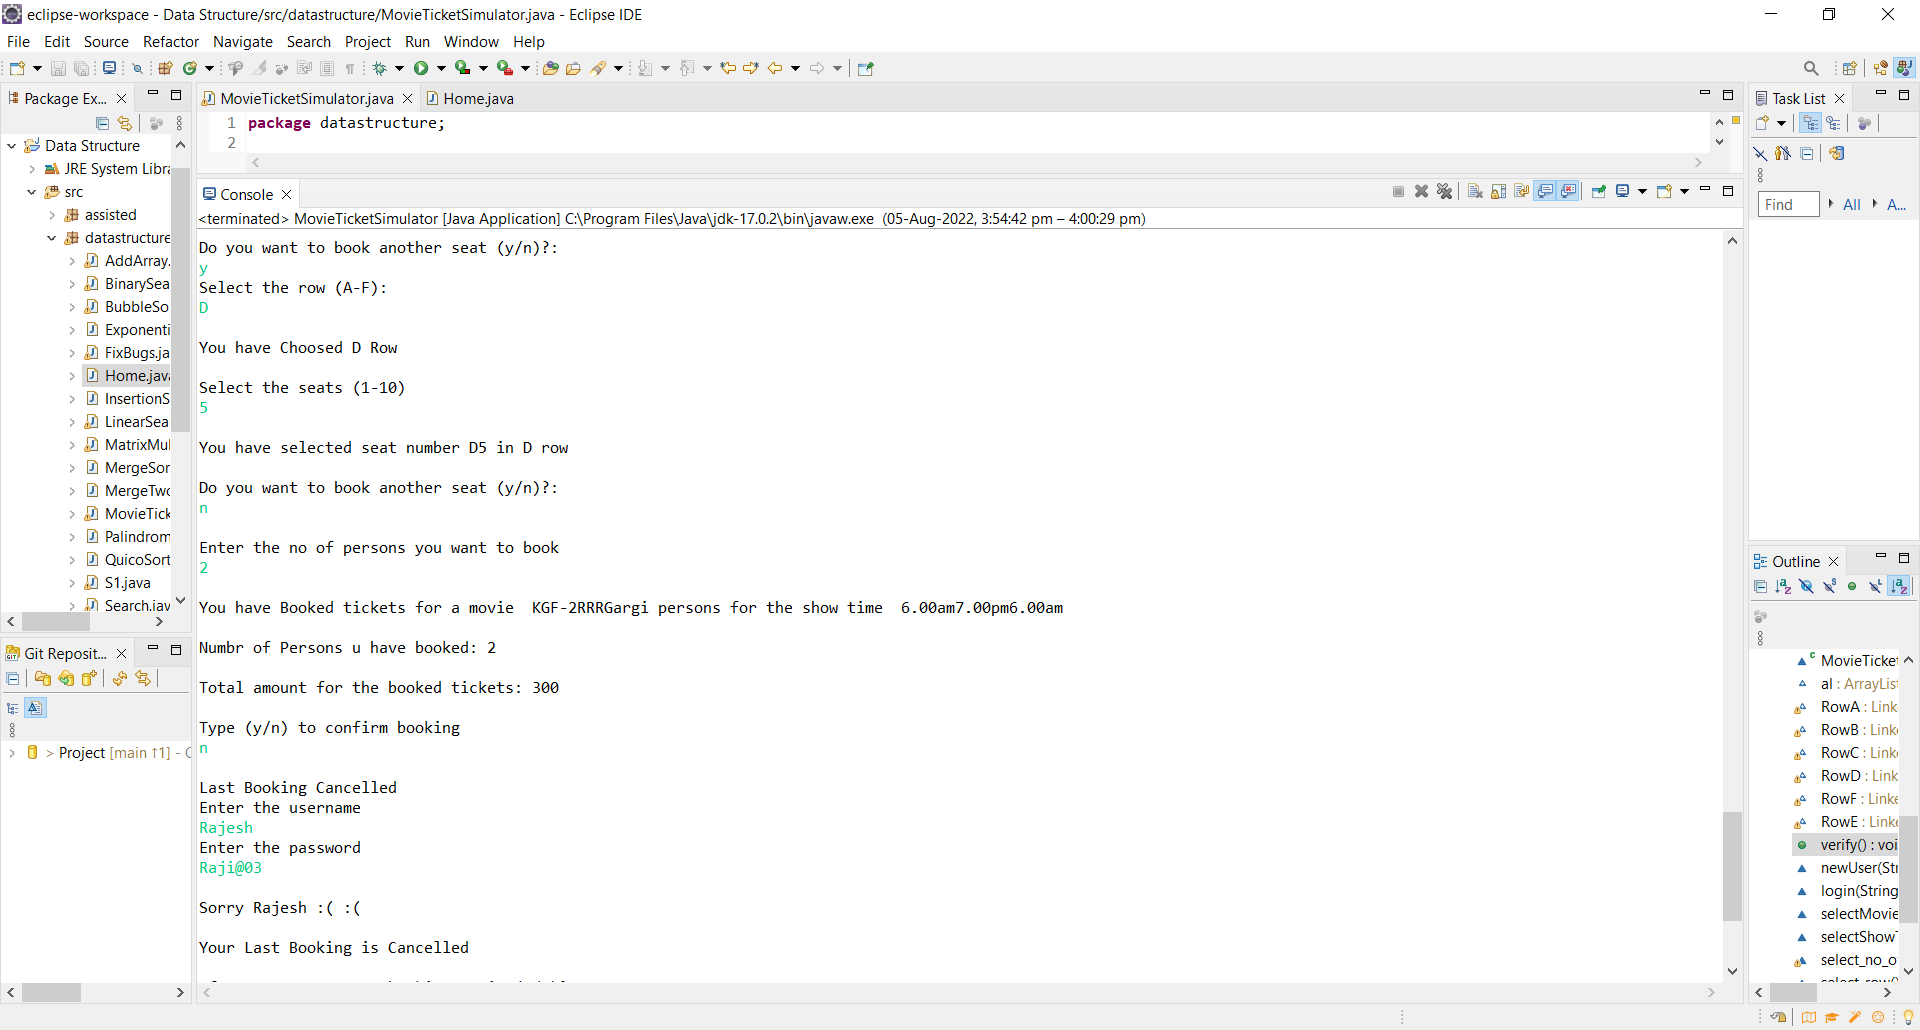 eclipse-workspace - Data Structure/src/datastructure/MovieTicketSimulator.java - Eclipse IDE
File Edit Source Refactor Navigate Search Project Run Window Help
Package Ex...
Data Structure
JRE System Libra
src
assisted
datastructure
AddArray.
BinarySea
BubbleSo
Exponenti
FixBugs.ja
Home.java
InsertionS
LinearSea
MatrixMul
MergeSor
MergeTwo
MovieTick
Palindrom
QuicoSort
S1.java
Search.jav
Git Reposit...
> Project [main ↑1] - C
MovieTicketSimulator.java
Home.java
1 package datastructure;
2
Console
<terminated> MovieTicketSimulator [Java Application] C:\Program Files\Java\jdk-17.0.2\bin\javaw.exe (05-Aug-2022, 3:54:42 pm – 4:00:29 pm)
Do you want to book another seat (y/n)?:
y
Select the row (A-F):
D
You have Choosed D Row
Select the seats (1-10)
5
You have selected seat number D5 in D row
Do you want to book another seat (y/n)?:
n
Enter the no of persons you want to book
2
You have Booked tickets for a movie  KGF-2RRRGargi persons for the show time  6.00am7.00pm6.00am
Numbr of Persons u have booked: 2
Total amount for the booked tickets: 300
Type (y/n) to confirm booking
n
Last Booking Cancelled
Enter the username
Rajesh
Enter the password
Raji@03
Sorry Rajesh :( :(
Your Last Booking is Cancelled
Task List
Find
All
A...
Outline
MovieTicket
al : ArrayLis
RowA : Link
RowB : Link
RowC : Link
RowD : Link
RowF : Linke
RowE : Linke
verify() : voi
newUser(Str
login(String
selectMovie
selectShowT
select_no_o